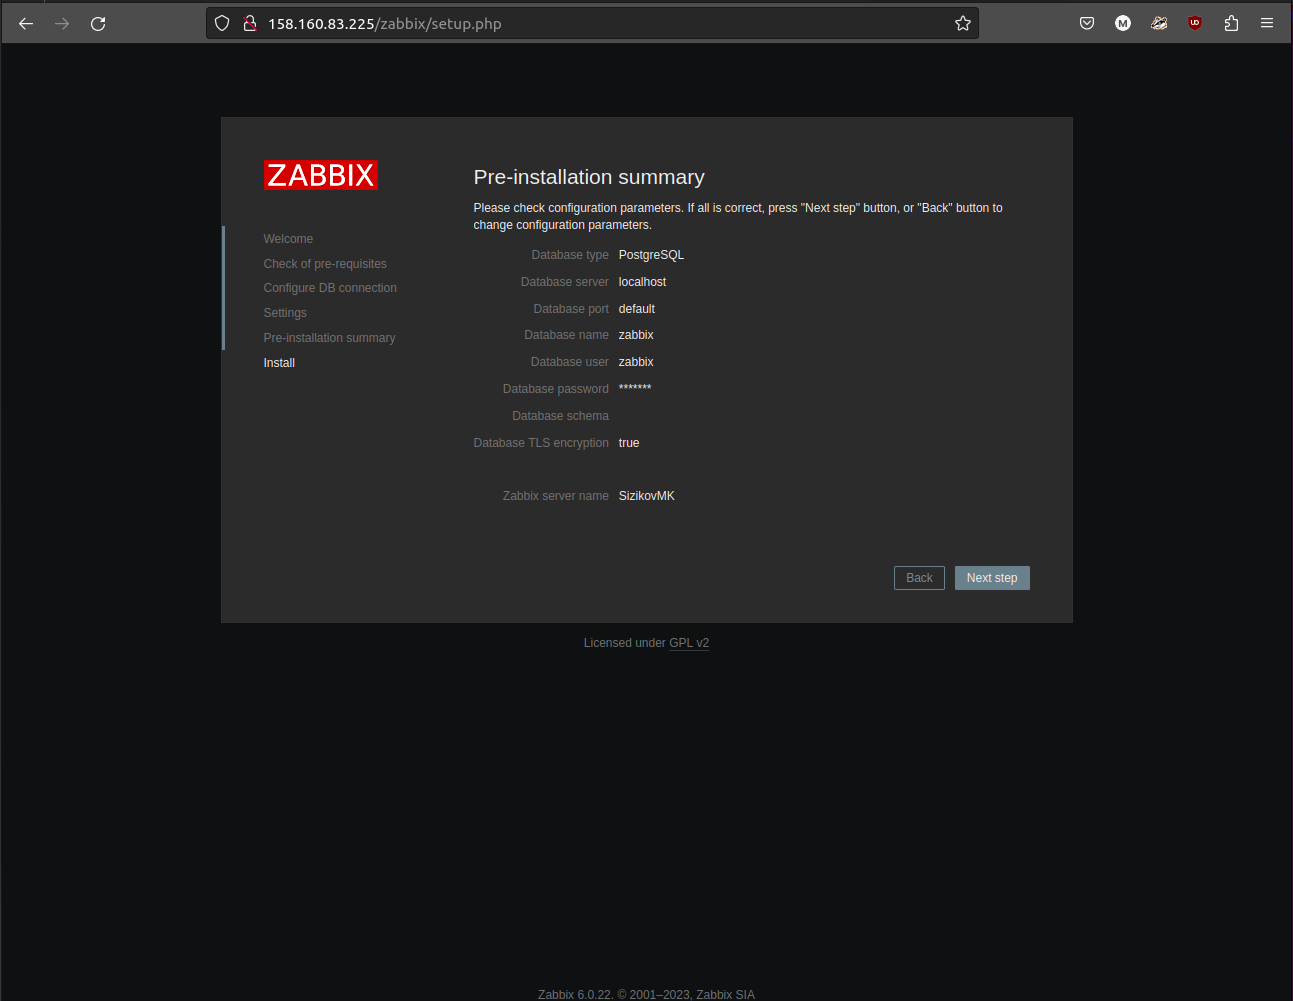 158.160.83.225/zabbix/setup.php
M
UO
ZABBIX
Welcome
Check of pre-requisites
Configure DB connection
Settings
Pre-installation summary
Install
Pre-installation summary
Please check configuration parameters. If all is correct, press "Next step" button, or "Back" button to
change configuration parameters.
Database type PostgreSQL
Database server localhost
Database port default
Database name zabbix
Database user zabbix
Database password *******
Database schema
Database TLS encryption true
Zabbix server name SizikovMK
Back Next step
Licensed under GPL v2
Zabbix 6.0.22. © 2001–2023, Zabbix SIA